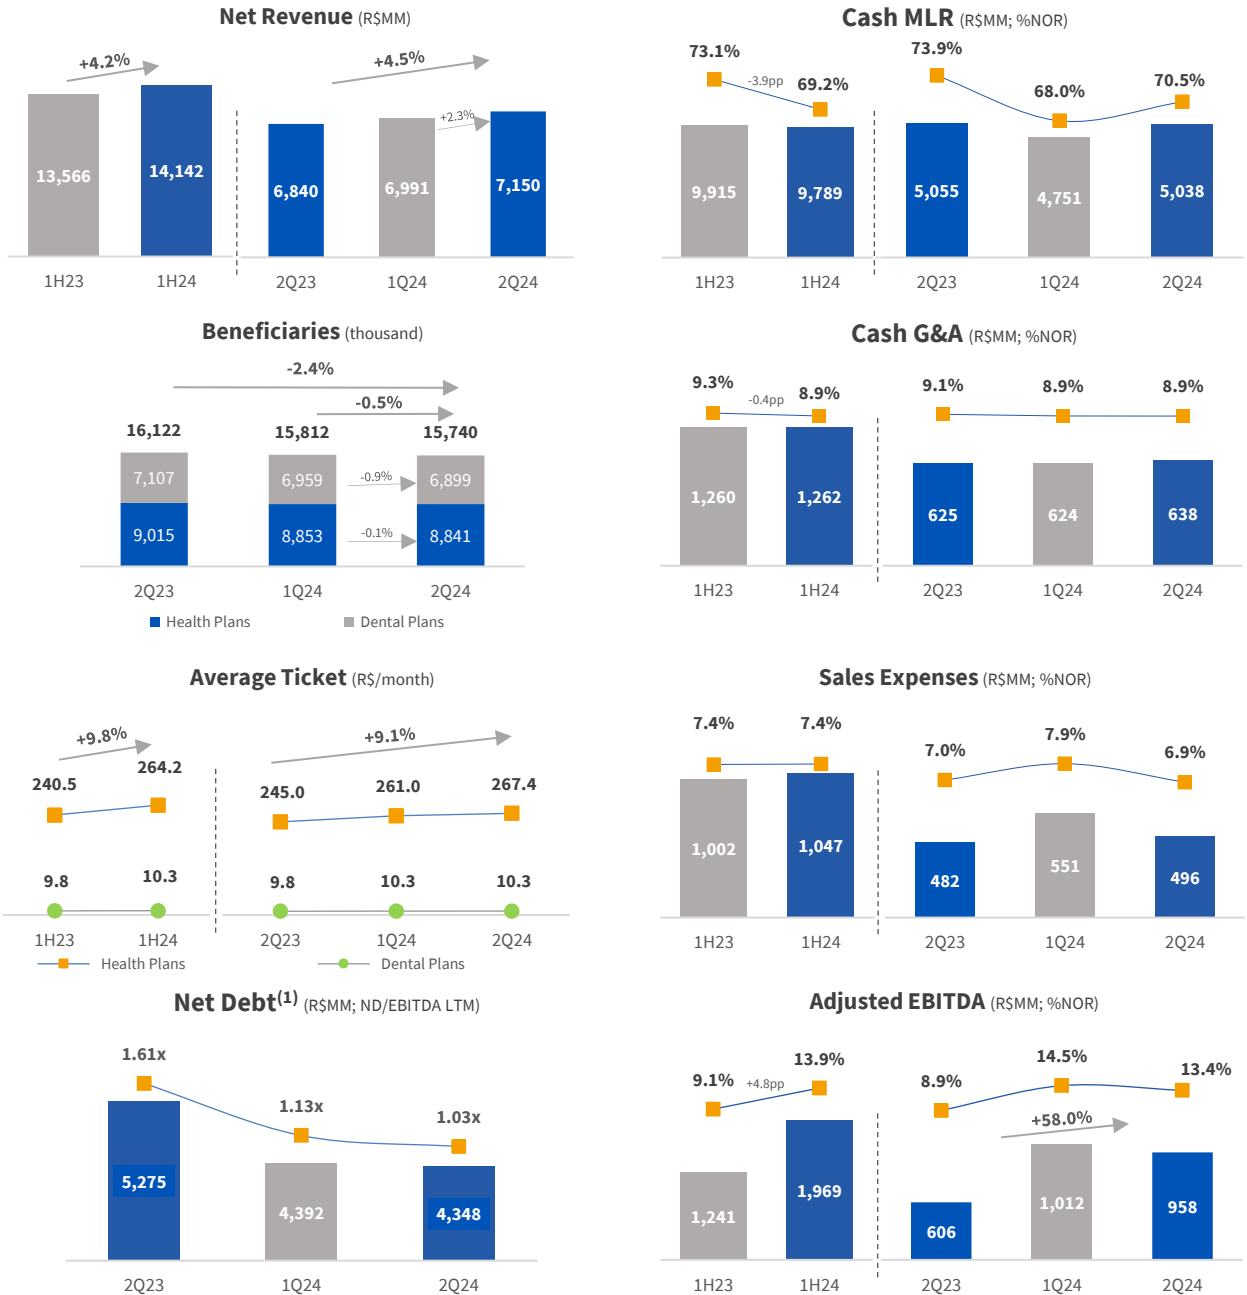 Net Revenue (R$MM)
+4.2%
+4.5%
+2.3%
13,566
14,142
6,840
6,991
7,150
1H23
1H24
2Q23
1Q24
2Q24
Cash MLR (R$MM; %NOR)
73.1%
-3.9pp
69.2%
73.9%
68.0%
70.5%
9,915
9,789
5,055
4,751
5,038
1H23
1H24
2Q23
1Q24
2Q24
Beneficiaries (thousand)
-2.4%
-0.5%
16,122
15,812
15,740
7,107
6,959
-0.9%
6,899
9,015
8,853
-0.1%
8,841
2Q23
1Q24
2Q24
Health Plans
Dental Plans
Cash G&A (R$MM; %NOR)
9.3%
-0.4pp
8.9%
9.1%
8.9%
8.9%
1,260
1,262
625
624
638
1H23
1H24
2Q23
1Q24
2Q24
Average Ticket (R$/month)
+9.8%
+9.1%
240.5
264.2
245.0
261.0
267.4
9.8
10.3
9.8
10.3
10.3
1H23
1H24
2Q23
1Q24
2Q24
Health Plans
Dental Plans
Sales Expenses (R$MM; %NOR)
7.4%
7.4%
7.0%
7.9%
6.9%
1,002
1,047
482
551
496
1H23
1H24
2Q23
1Q24
2Q24
Net Debt(1) (R$MM; ND/EBITDA LTM)
1.61x
1.13x
1.03x
5,275
4,392
4,348
2Q23
1Q24
2Q24
Adjusted EBITDA (R$MM; %NOR)
9.1%
+4.8pp
13.9%
8.9%
14.5%
13.4%
+58.0%
1,241
1,969
606
1,012
958
1H23
1H24
2Q23
1Q24
2Q24